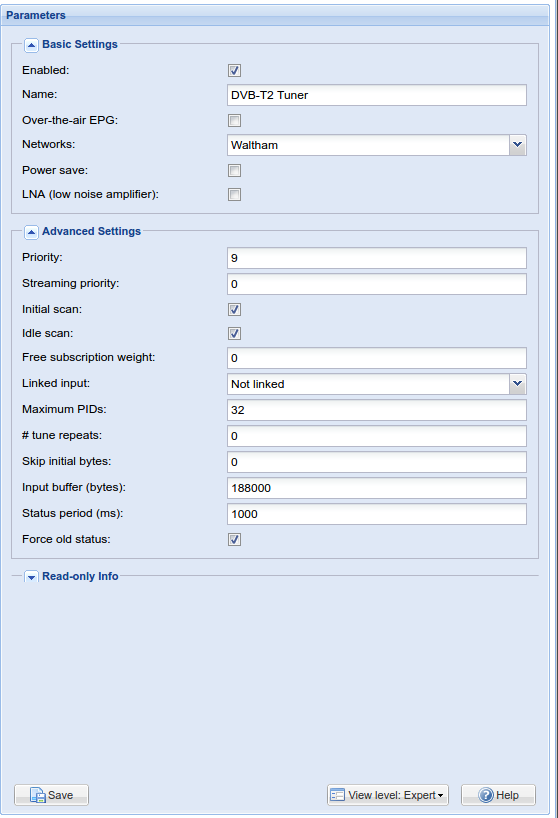 Parameters
Basic Settings
Enabled:
Name: DVB-T2 Tuner
Over-the-air EPG:
Networks: Waltham
Power save:
LNA (low noise amplifier):
Advanced Settings
Priority: 9
Streaming priority: 0
Initial scan:
Idle scan:
Free subscription weight: 0
Linked input: Not linked
Maximum PIDs: 32
# tune repeats: 0
Skip initial bytes: 0
Input buffer (bytes): 188000
Status period (ms): 1000
Force old status:
Read-only Info
Save View level: Expert Help